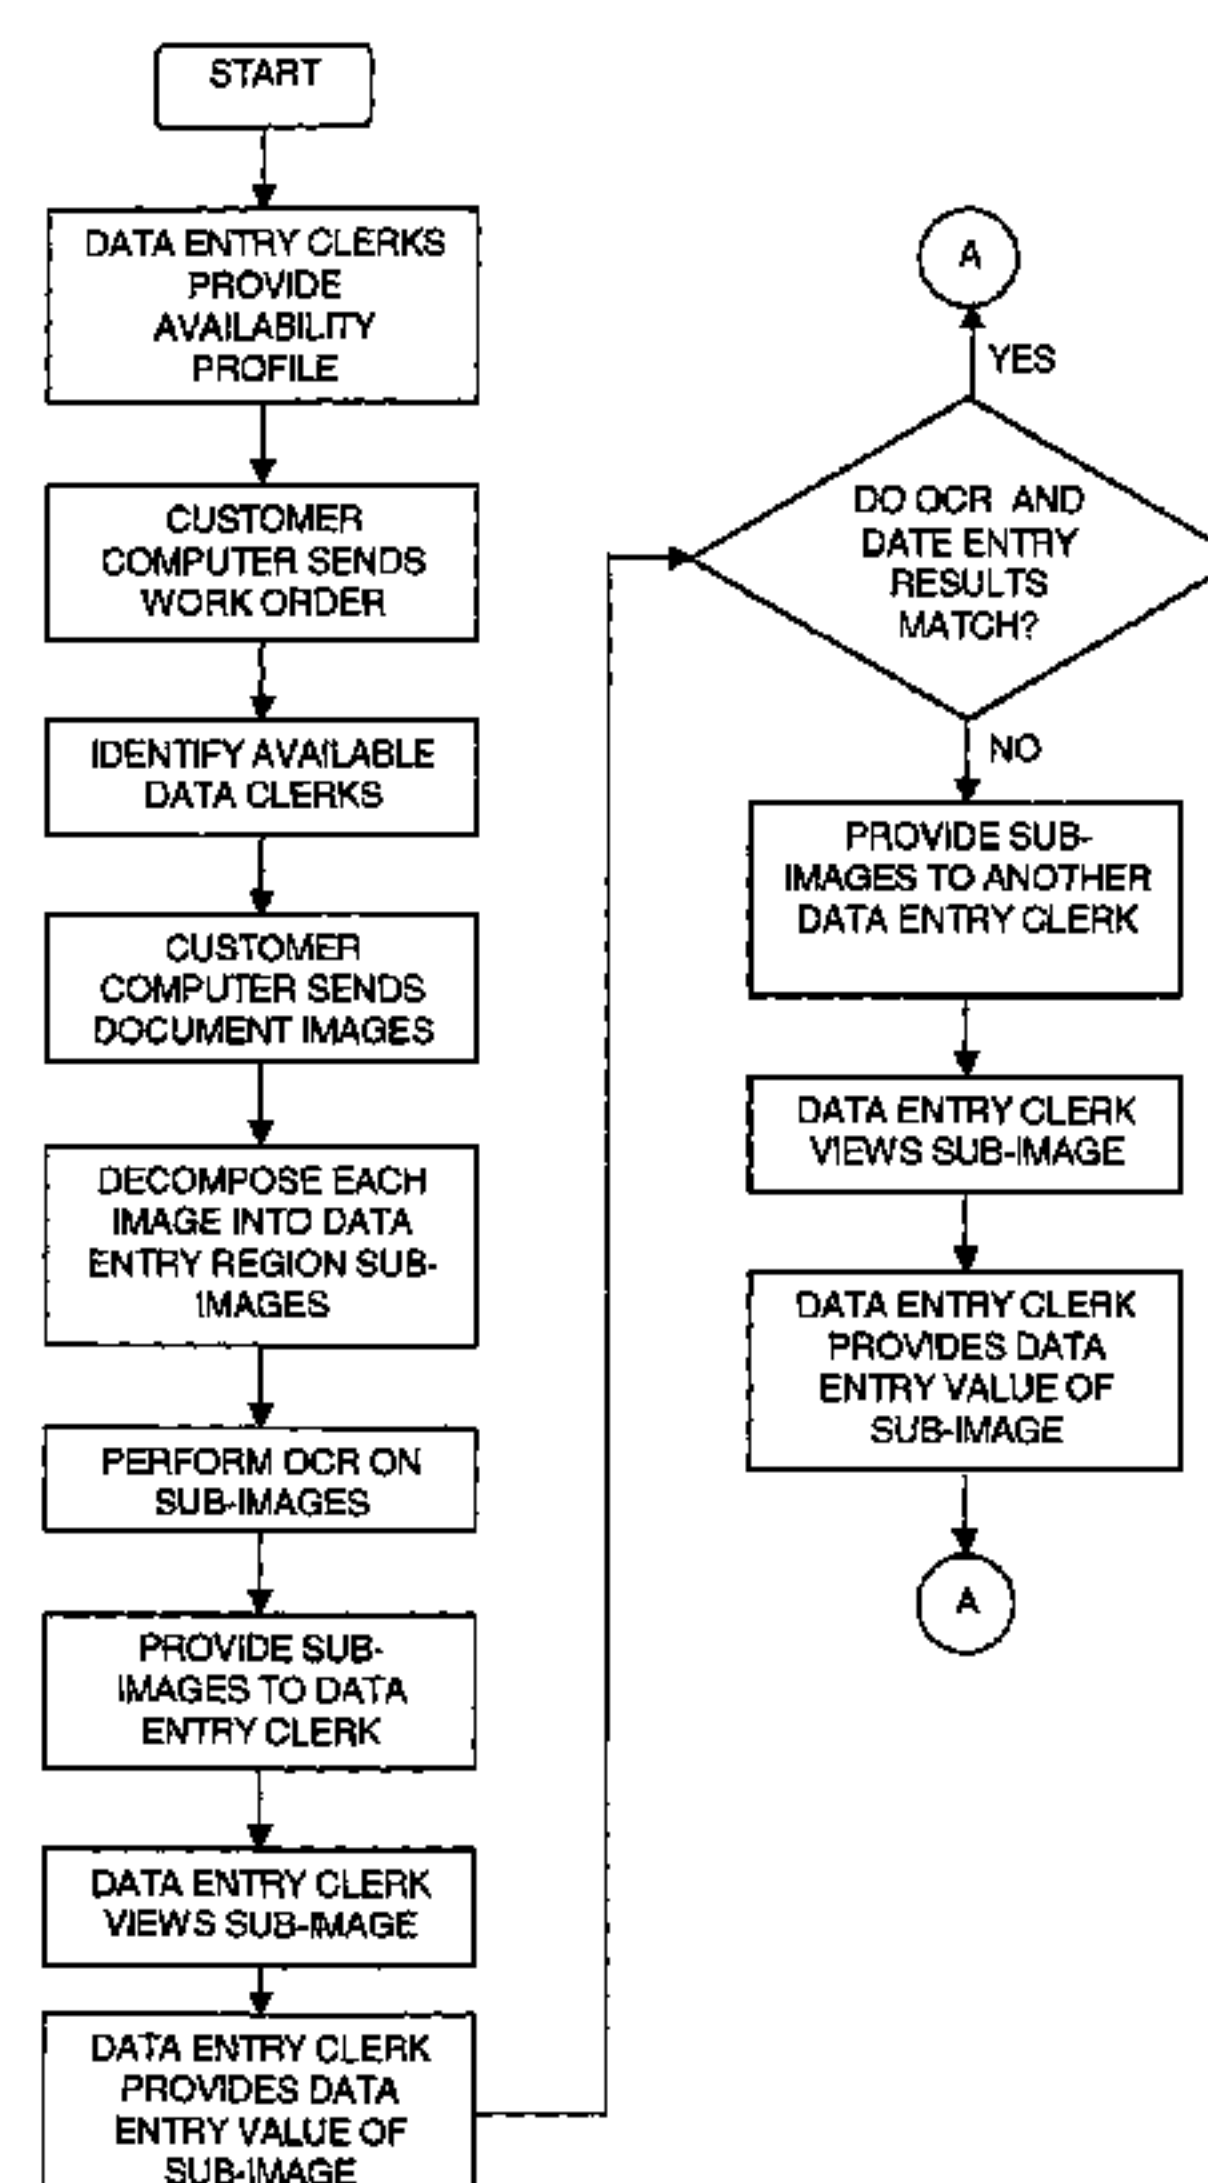 START
DATA ENTRY CLERKS
PROVIDE
AVAILABILITY
PROFILE
CUSTOMER
COMPUTER SENDS
WORK ORDER
IDENTIFY AVAILABLE
DATA CLERKS
CUSTOMER
COMPUTER SENDS
DOCUMENT IMAGES
DECOMPOSE EACH
IMAGE INTO DATA
ENTRY REGION SUB-
IMAGES
PERFORM OCR ON
SUB-IMAGES
PROVIDE SUB-
IMAGES TO DATA
ENTRY CLERK
DATA ENTRY CLERK
VIEWS SUB-IMAGE
DATA ENTRY CLERK
PROVIDES DATA
ENTRY VALUE OF
SUB-IMAGE
A
YES
DO OCR AND
DATE ENTRY
RESULTS
MATCH?
NO
PROVIDE SUB-
IMAGES TO ANOTHER
DATA ENTRY CLERK
DATA ENTRY CLERK
VIEWS SUB-IMAGE
DATA ENTRY CLERK
PROVIDES DATA
ENTRY VALUE OF
SUB-IMAGE
A